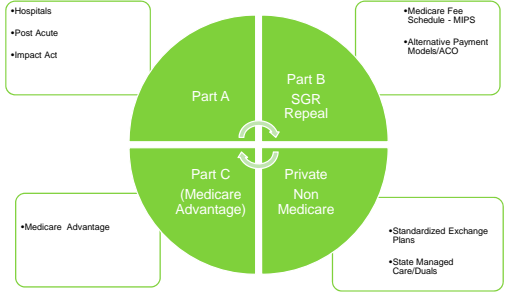 •Hospitals
•Post Acute
•Impact Act
•Medicare Fee
Schedule - MIPS
•Alternative Payment
Models/ACO
Part A
Part B
SGR
Repeal
Part C
(Medicare
Advantage)
Private
Non
Medicare
•Medicare Advantage
•Standardized Exchange
Plans
•State Managed
Care/Duals